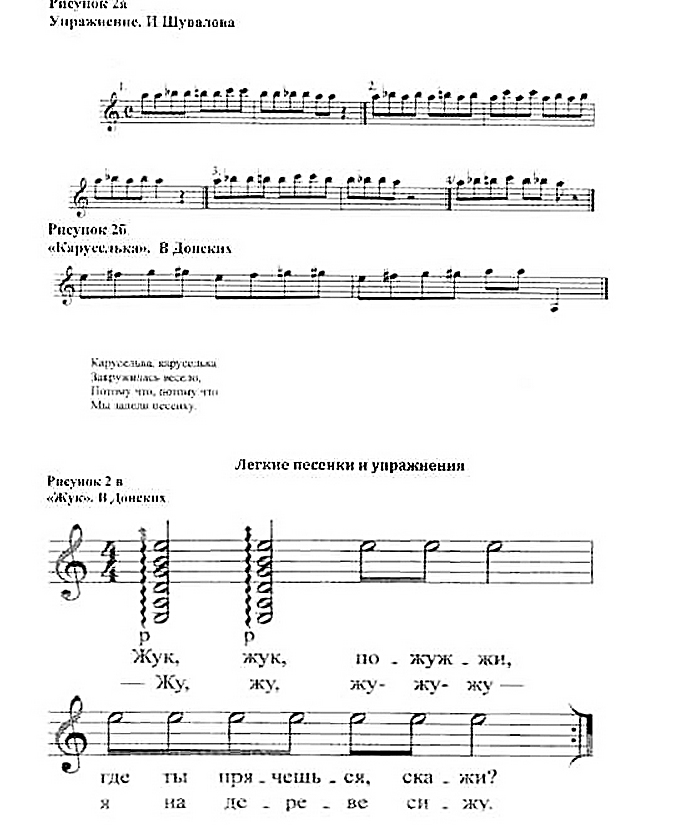 Рисунок 2а
Упражнение. И Шувалова
1.
2.
3.
4.
Рисунок 2б
«Каруселька». В Донских
Каруселька, каруселька
Закружилась весело,
Потому что, потому что
Мы запели песенку.
Легкие песенки и упражнения
Рисунок 2 в
«Жук». В Донских
4
4
p p
Жук, жук, по - жуж - жи,
— Жу, жу, жу- жу- жу —
где ты пря - чешь - ся, ска - жи?
я на де - ре - ве си - жу.